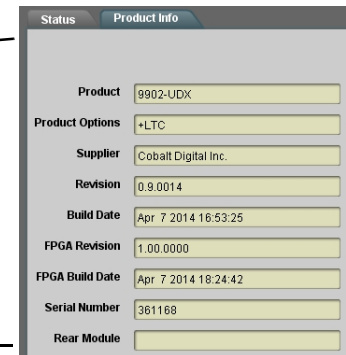 Status Product Info
Product 9902-UDX
Product Options +LTC
Supplier Cobalt Digital Inc.
Revision 0.9.0014
Build Date Apr 7 2014 16:53:25
FPGA Revision 1.00.0000
FPGA Build Date Apr 7 2014 18:24:42
Serial Number 361168
Rear Module